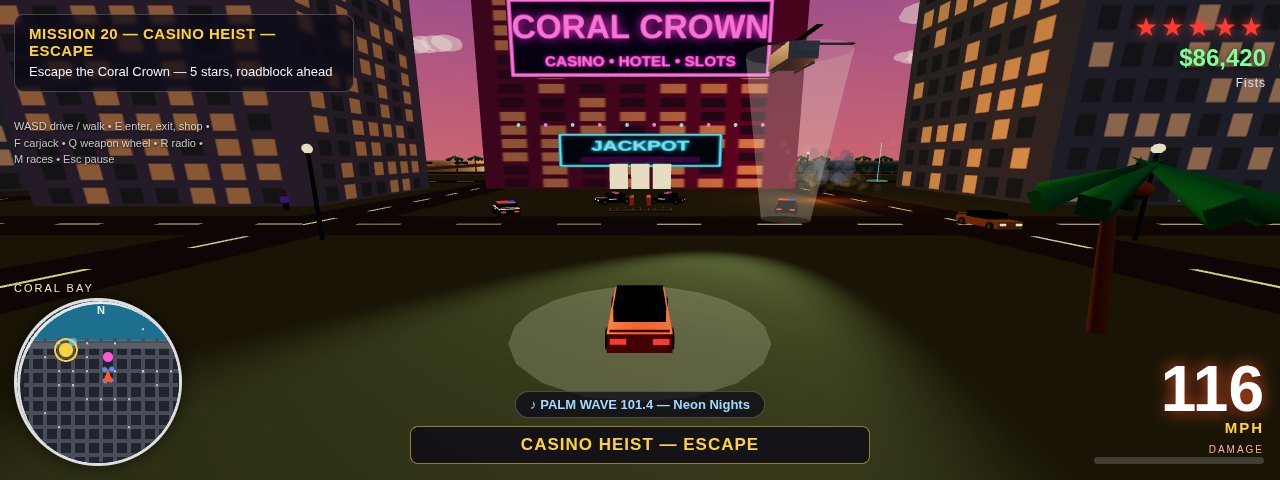 MISSION 20 — CASINO HEIST —
ESCAPE
Escape the Coral Crown — 5 stars, roadblock ahead
WASD drive / walk • E enter, exit, shop •
F carjack • Q weapon wheel • R radio •
M races • Esc pause
CORAL CROWN
CASINO • HOTEL • SLOTS
JACKPOT
★ ★ ★ ★ ★
$86,420
Fists
CORAL BAY
N
♪ PALM WAVE 101.4 — Neon Nights
CASINO HEIST — ESCAPE
116
MPH
DAMAGE